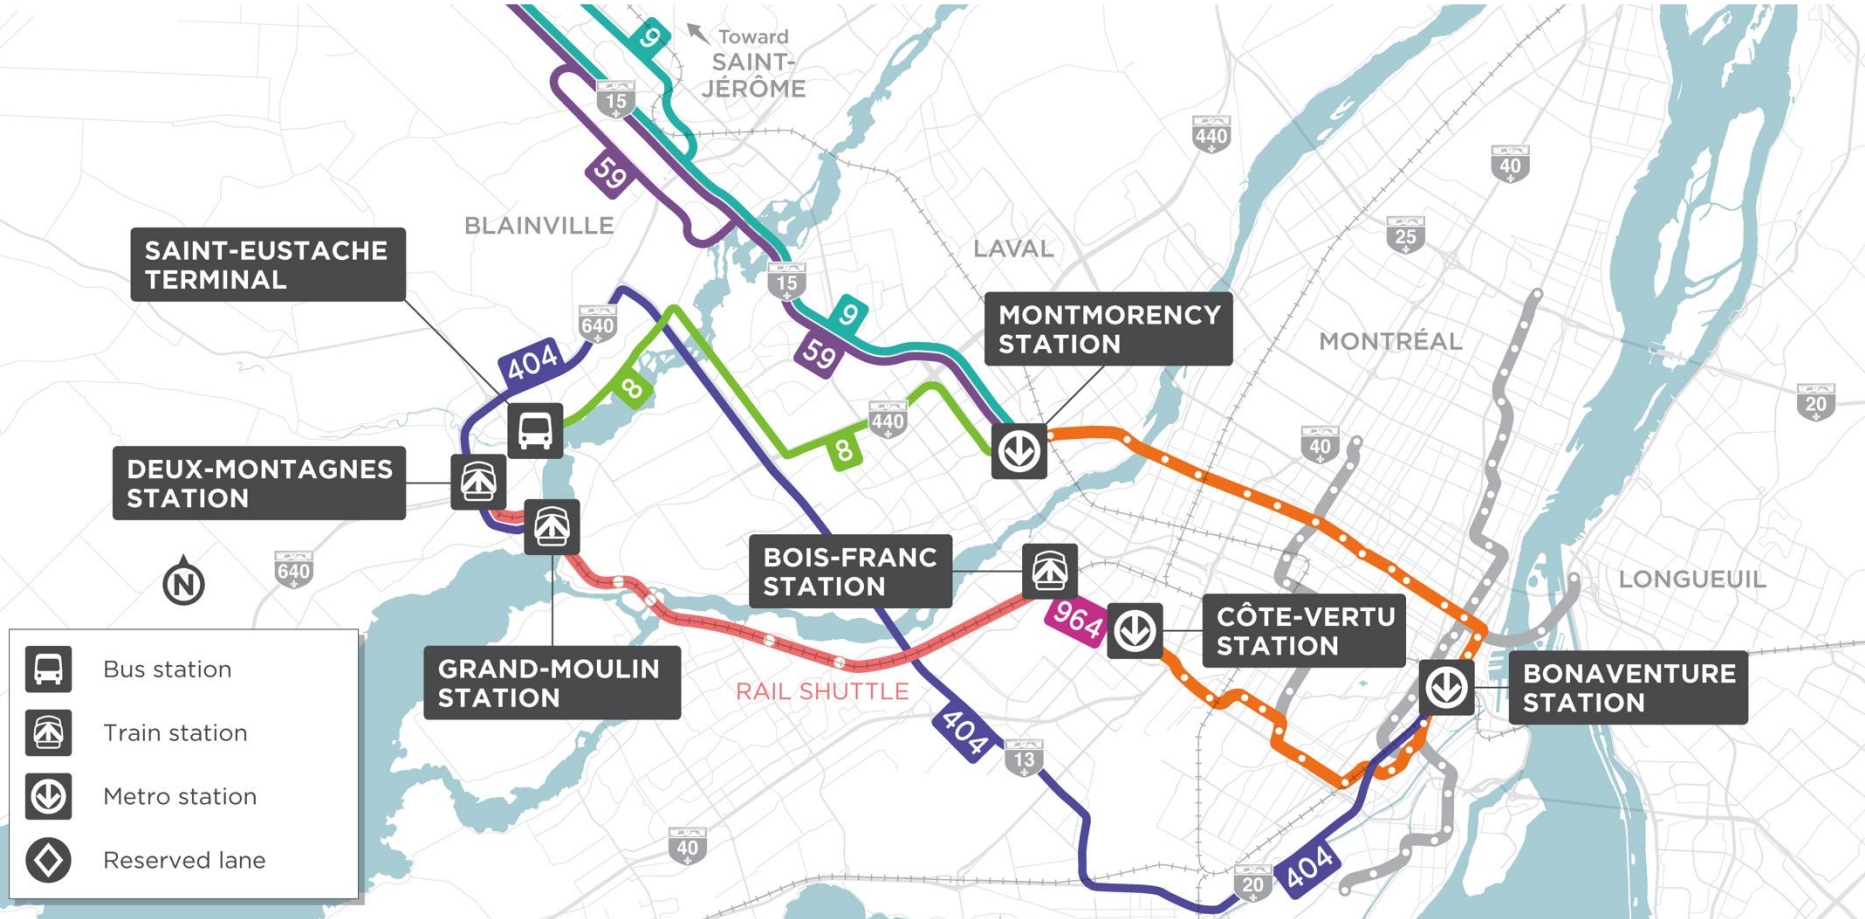 9
Toward
SAINT-
JÉRÔME
15
59
440
40
BLAINVILLE
25
SAINT-EUSTACHE
TERMINAL
LAVAL
15
640
9
59
MONTMORENCY
STATION
MONTRÉAL
404
8
20
440
40
8
DEUX-MONTAGNES
STATION
N
640
BOIS-FRANC
STATION
LONGUEUIL
964
CÔTE-VERTU
STATION
GRAND-MOULIN
STATION
RAIL SHUTTLE
BONAVENTURE
STATION
404
13
40
20
404
Bus station
Train station
Metro station
Reserved lane